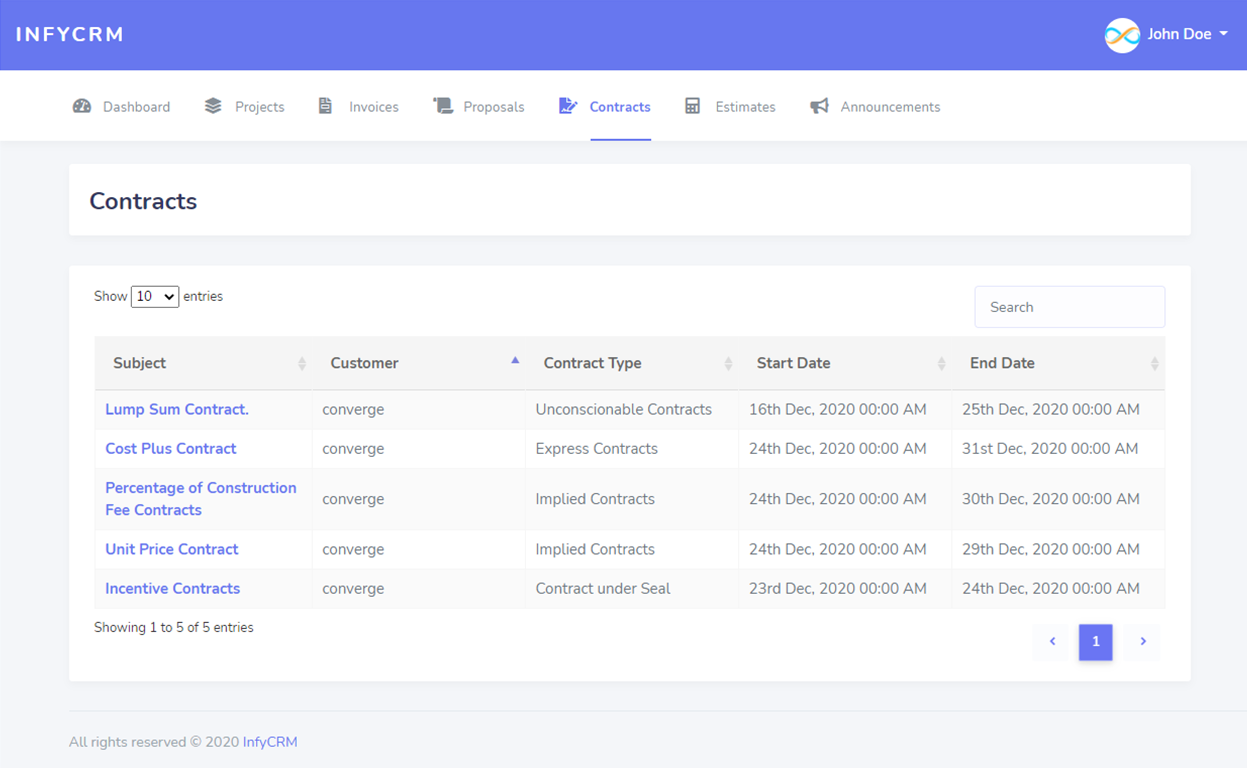 INFYCRM
John Doe
Dashboard Projects Invoices Proposals Contracts Estimates Announcements
Contracts
Show 10 entries
Search
Subject Customer Contract Type Start Date End Date
Lump Sum Contract. converge Unconscionable Contracts 16th Dec, 2020 00:00 AM 25th Dec, 2020 00:00 AM
Cost Plus Contract converge Express Contracts 24th Dec, 2020 00:00 AM 31st Dec, 2020 00:00 AM
Percentage of Construction
Fee Contracts converge Implied Contracts 24th Dec, 2020 00:00 AM 30th Dec, 2020 00:00 AM
Unit Price Contract converge Implied Contracts 24th Dec, 2020 00:00 AM 29th Dec, 2020 00:00 AM
Incentive Contracts converge Contract under Seal 23rd Dec, 2020 00:00 AM 24th Dec, 2020 00:00 AM
Showing 1 to 5 of 5 entries
1
All rights reserved © 2020 InfyCRM